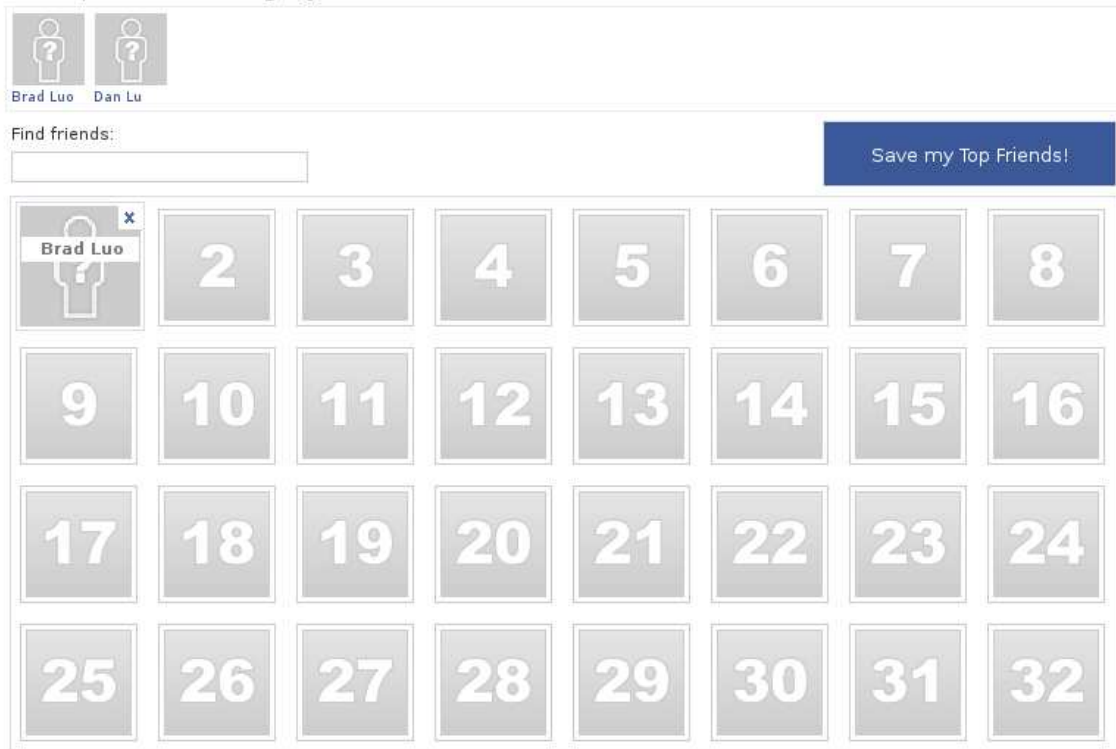 Brad Luo Dan Lu
Find friends:
Save my Top Friends!
x
Brad Luo
2 3 4 5 6 7 8
9 10 11 12 13 14 15 16
17 18 19 20 21 22 23 24
25 26 27 28 29 30 31 32